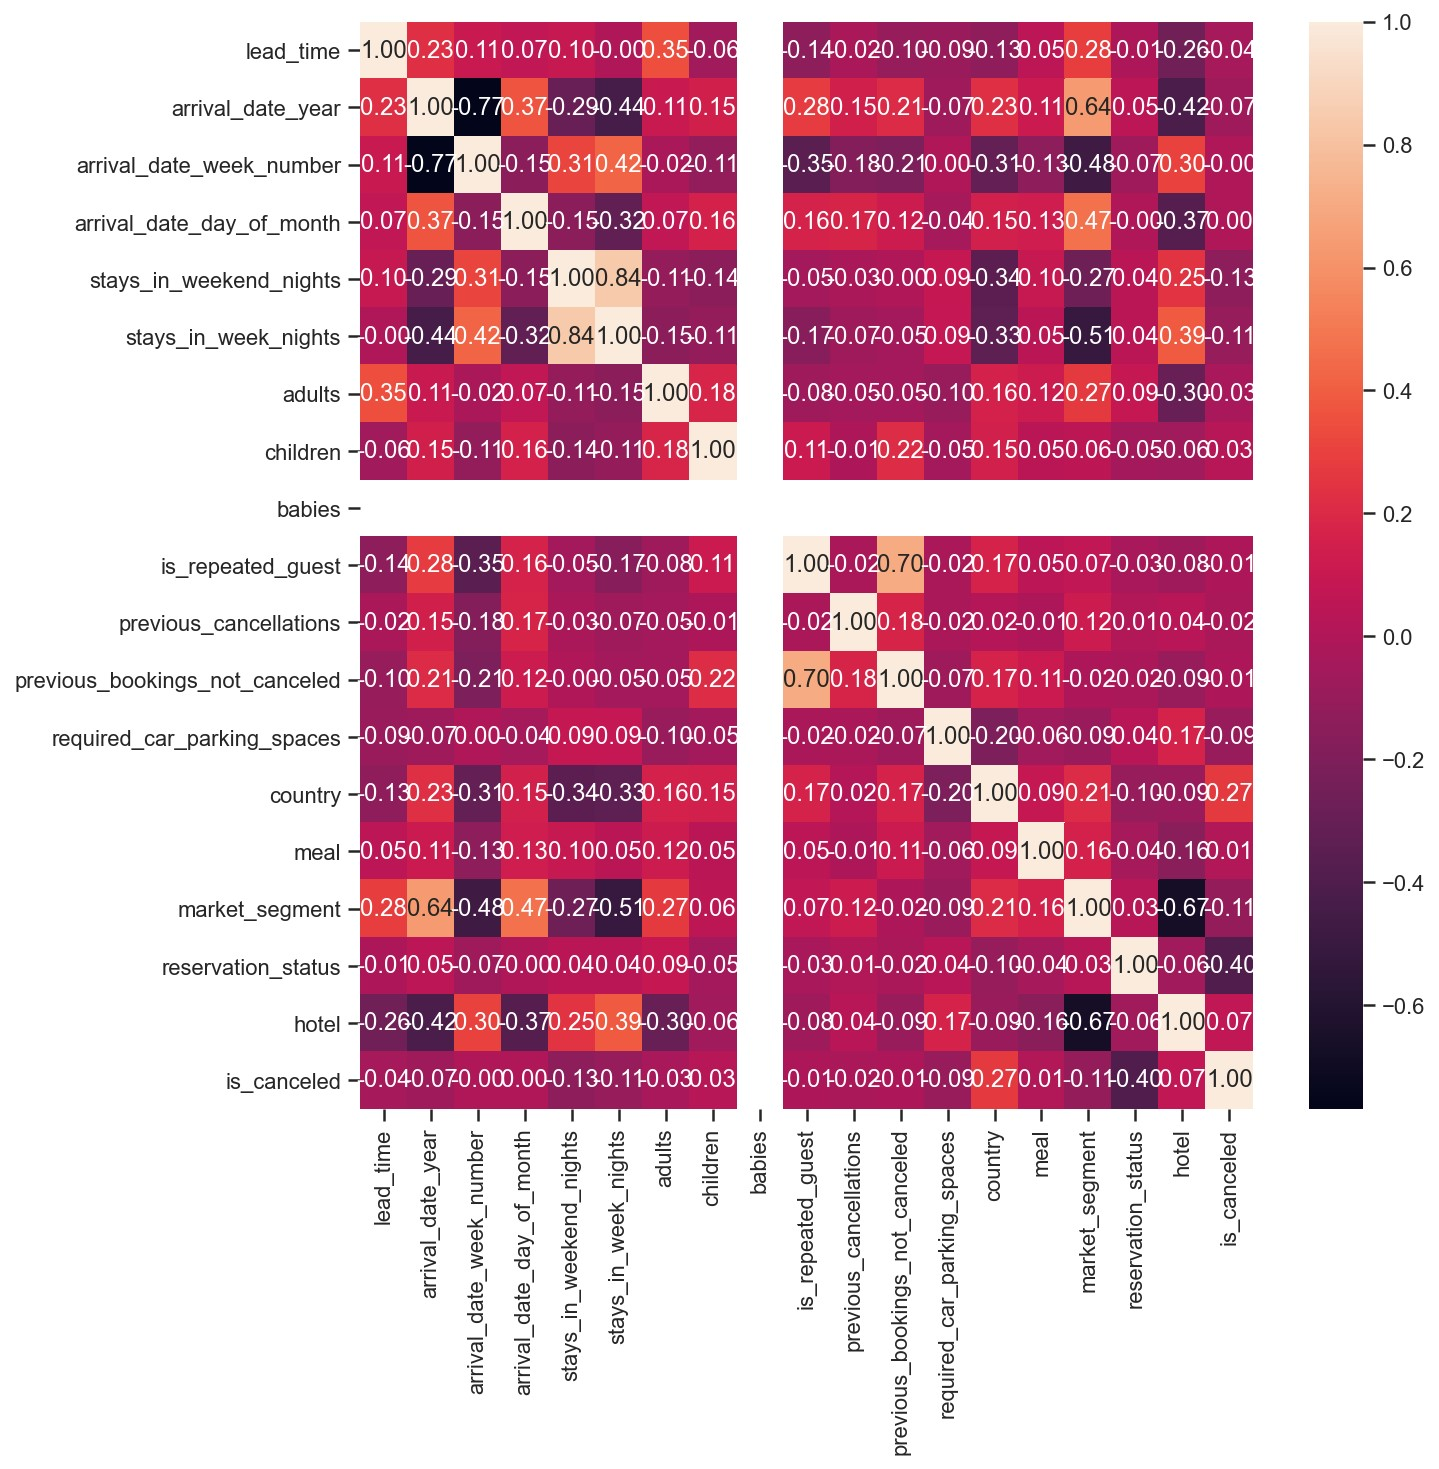 lead_time 1.00 0.23 0.11 0.07 0.10 -0.00 0.35 -0.06 -0.14 -0.02 -0.10 -0.09 -0.13 0.05 0.28 -0.01 -0.26 -0.04
arrival_date_year 0.23 1.00 -0.77 0.37 -0.29 -0.44 0.11 0.15 0.28 0.15 0.21 -0.07 0.23 0.11 0.64 0.05 -0.42 -0.07
arrival_date_week_number 0.11 -0.77 1.00 -0.15 0.31 0.42 -0.02 -0.11 -0.35 -0.18 -0.21 0.00 -0.31 -0.13 -0.48 -0.07 0.30 -0.00
arrival_date_day_of_month 0.07 0.37 -0.15 1.00 -0.15 -0.32 0.07 0.16 0.16 0.17 0.12 -0.04 0.15 0.13 0.47 -0.00 -0.37 0.00
stays_in_weekend_nights 0.10 -0.29 0.31 -0.15 1.00 0.84 -0.11 -0.14 -0.05 -0.03 -0.00 0.09 -0.34 0.10 -0.27 0.04 0.25 -0.13
stays_in_week_nights -0.00 -0.44 0.42 -0.32 0.84 1.00 -0.15 -0.11 -0.17 -0.07 -0.05 0.09 -0.33 0.05 -0.51 0.04 0.39 -0.11
adults 0.35 0.11 -0.02 0.07 -0.11 -0.15 1.00 0.18 -0.08 -0.05 -0.05 -0.10 0.16 0.12 0.27 0.09 -0.30 -0.03
children -0.06 0.15 -0.11 0.16 -0.14 -0.11 0.18 1.00 0.11 -0.01 0.22 -0.05 0.15 0.05 0.06 -0.05 -0.06 0.03
babies
is_repeated_guest -0.14 0.28 -0.35 0.16 -0.05 -0.17 -0.08 0.11 1.00 -0.02 0.70 -0.02 0.17 0.05 0.07 -0.03 -0.08 -0.01
previous_cancellations -0.02 0.15 -0.18 0.17 -0.03 -0.07 -0.05 -0.01 -0.02 1.00 0.18 -0.02 0.02 -0.01 0.12 0.01 0.04 -0.02
previous_bookings_not_canceled -0.10 0.21 -0.21 0.12 -0.00 -0.05 -0.05 0.22 0.70 0.18 1.00 -0.07 0.17 0.11 -0.02 -0.02 -0.09 -0.01
required_car_parking_spaces -0.09 -0.07 0.00 -0.04 0.09 0.09 -0.10 -0.05 -0.02 -0.02 -0.07 1.00 -0.20 -0.06 -0.09 0.04 0.17 -0.09
country -0.13 0.23 -0.31 0.15 -0.34 -0.33 0.16 0.15 0.17 0.02 0.17 -0.20 1.00 0.09 0.21 -0.10 -0.09 0.27
meal 0.05 0.11 -0.13 0.13 0.10 0.05 0.12 0.05 0.05 -0.01 0.11 -0.06 0.09 1.00 0.16 -0.04 -0.16 0.01
market_segment 0.28 0.64 -0.48 0.47 -0.27 -0.51 0.27 0.06 0.07 0.12 -0.02 -0.09 0.21 0.16 1.00 0.03 -0.67 -0.11
reservation_status -0.01 0.05 -0.07 -0.00 0.04 0.04 0.09 -0.05 -0.03 0.01 -0.02 0.04 -0.10 -0.04 0.03 1.00 -0.06 -0.40
hotel -0.26 -0.42 0.30 -0.37 0.25 0.39 -0.30 -0.06 -0.08 0.04 -0.09 0.17 -0.09 -0.16 -0.67 -0.06 1.00 0.07
is_canceled -0.04 -0.07 -0.00 0.00 -0.13 -0.11 -0.03 0.03 -0.01 -0.02 -0.01 -0.09 0.27 0.01 -0.11 -0.40 0.07 1.00
lead_time
arrival_date_year
arrival_date_week_number
arrival_date_day_of_month
stays_in_weekend_nights
stays_in_week_nights
adults
children
babies
is_repeated_guest
previous_cancellations
previous_bookings_not_canceled
required_car_parking_spaces
country
meal
market_segment
reservation_status
hotel
is_canceled
1.0
0.8
0.6
0.4
0.2
0.0
−0.2
−0.4
−0.6